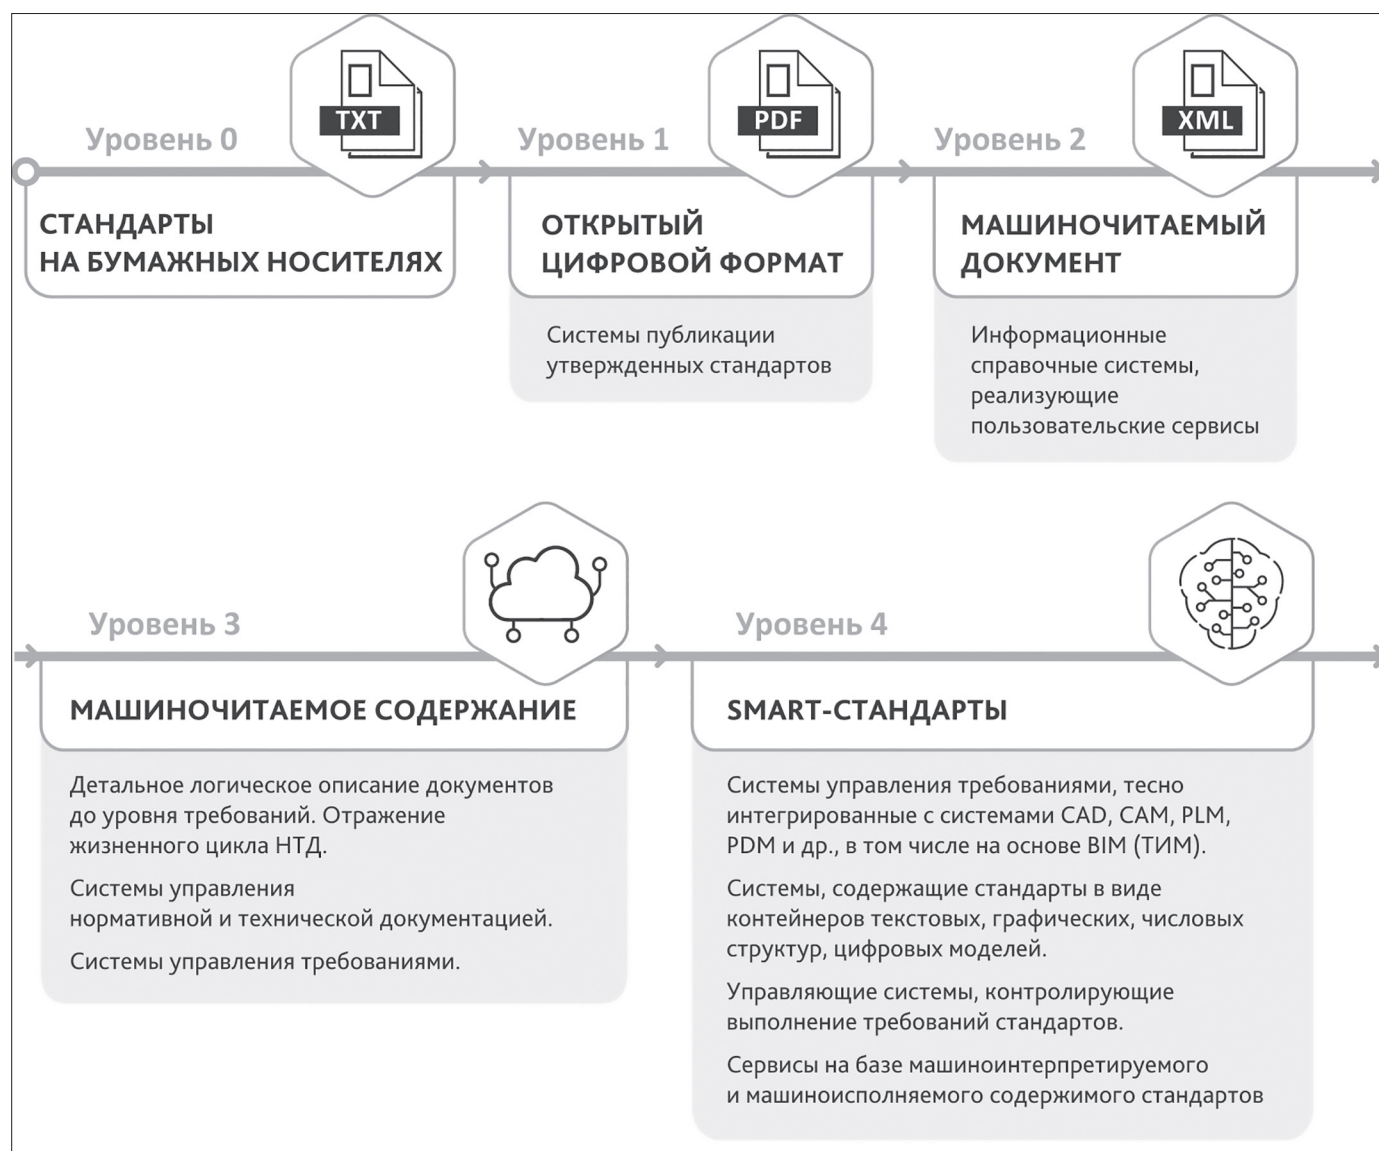 Уровень 0
TXT
СТАНДАРТЫ
НА БУМАЖНЫХ НОСИТЕЛЯХ
Уровень 1
PDF
ОТКРЫТЫЙ
ЦИФРОВОЙ ФОРМАТ
Системы публикации
утвержденных стандартов
Уровень 2
XML
МАШИНОЧИТАЕМЫЙ
ДОКУМЕНТ
Информационные
справочные системы,
реализующие
пользовательские сервисы
Уровень 3
МАШИНОЧИТАЕМОЕ СОДЕРЖАНИЕ
Детальное логическое описание документов
до уровня требований. Отражение
жизненного цикла НТД.
Системы управления
нормативной и технической документацией.
Системы управления требованиями.
Уровень 4
SMART-СТАНДАРТЫ
Системы управления требованиями, тесно
интегрированные с системами CAD, CAM, PLM,
PDM и др., в том числе на основе BIM (ТИМ).
Системы, содержащие стандарты в виде
контейнеров текстовых, графических, числовых
структур, цифровых моделей.
Управляющие системы, контролирующие
выполнение требований стандартов.
Сервисы на базе машиноинтерпретируемого
и машиноисполняемого содержимого стандартов